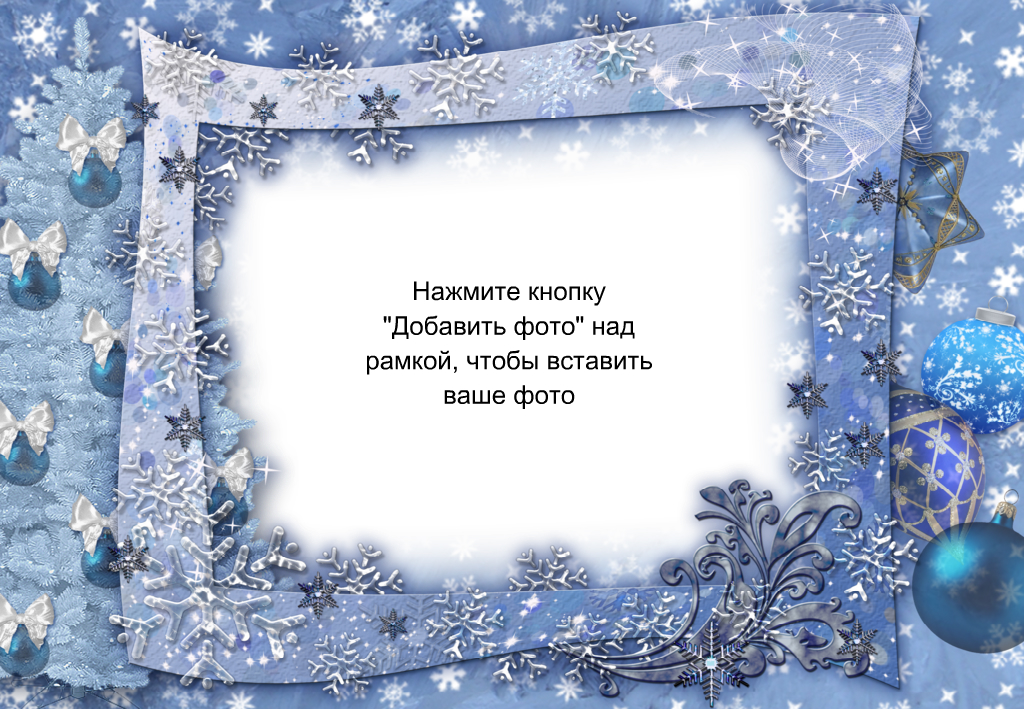 Нажмите кнопку
"Добавить фото" над
рамкой, чтобы вставить
ваше фото